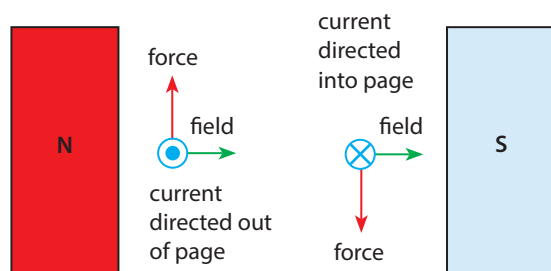 N
force
field
current
directed out
of page
current
directed
into page
field
force
S